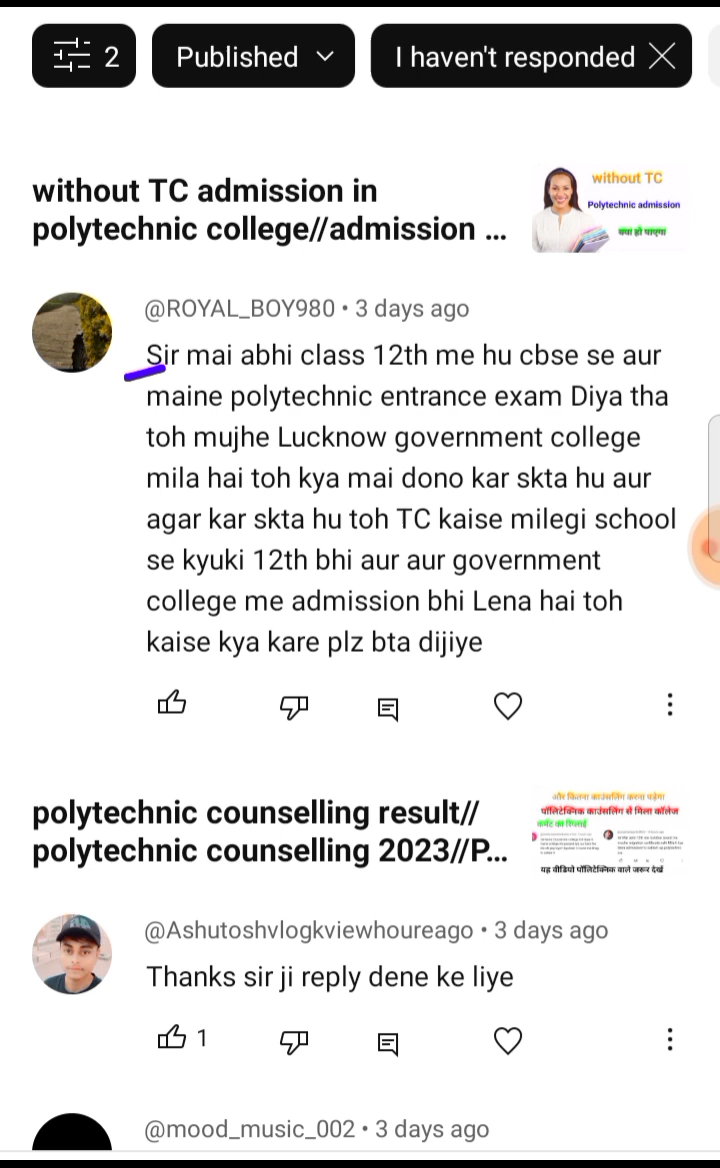 2
Published
I haven't responded
without TC admission in
polytechnic college//admission ...
without TC
Polytechnic admission
क्या हो पाएगा
@ROYAL_BOY980 • 3 days ago
Sir mai abhi class 12th me hu cbse se aur
maine polytechnic entrance exam Diya tha
toh mujhe Lucknow government college
mila hai toh kya mai dono kar skta hu aur
agar kar skta hu toh TC kaise milegi school
se kyuki 12th bhi aur aur government
college me admission bhi Lena hai toh
kaise kya kare plz bta dijiye
polytechnic counselling result//
polytechnic counselling 2023//P...
और कितना काउंसलिंग करना पड़ेगा
पॉलिटेक्निक काउंसलिंग से मिला कॉलेज
यह वीडियो पॉलिटेक्निक वाले जरूर देखें
@Ashutoshvlogkviewhoureago • 3 days ago
Thanks sir ji reply dene ke liye
1
@mood_music_002 • 3 days ago